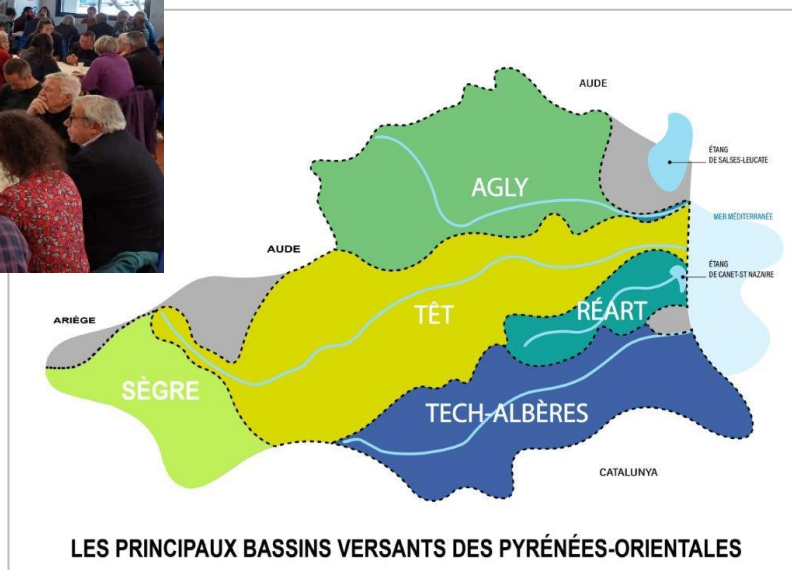 AUDE
ÉTANG
DE SALSES-LEUCATE
AGLY
MER MÉDITERRANÉE
AUDE
ÉTANG
DE CANET-ST NAZAIRE
ARIÈGE
TÊT
RÉART
SÈGRE
TECH-ALBÈRES
CATALUNYA
LES PRINCIPAUX BASSINS VERSANTS DES PYRÉNÉES-ORIENTALES